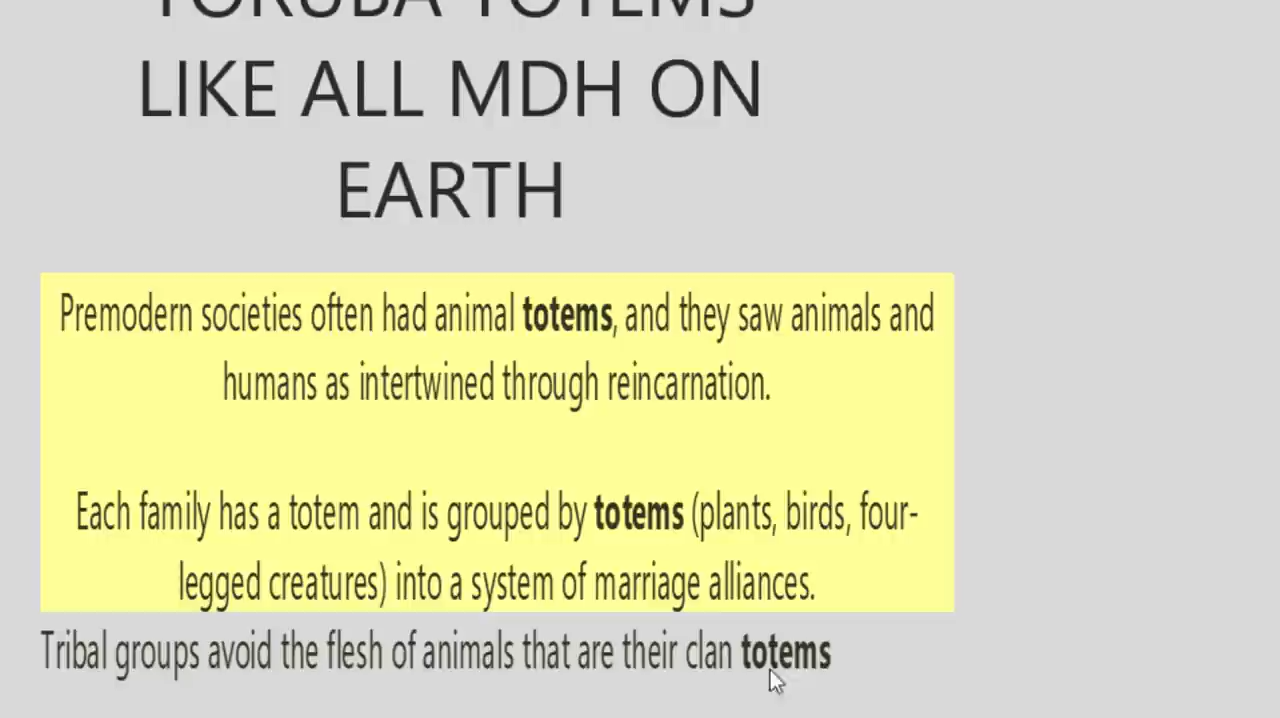 YORUBA TOTEMS
LIKE ALL MDH ON
EARTH
Premodern societies often had animal totems, and they saw animals and
humans as intertwined through reincarnation.
Each family has a totem and is grouped by totems (plants, birds, four-
legged creatures) into a system of marriage alliances.
Tribal groups avoid the flesh of animals that are their clan totems